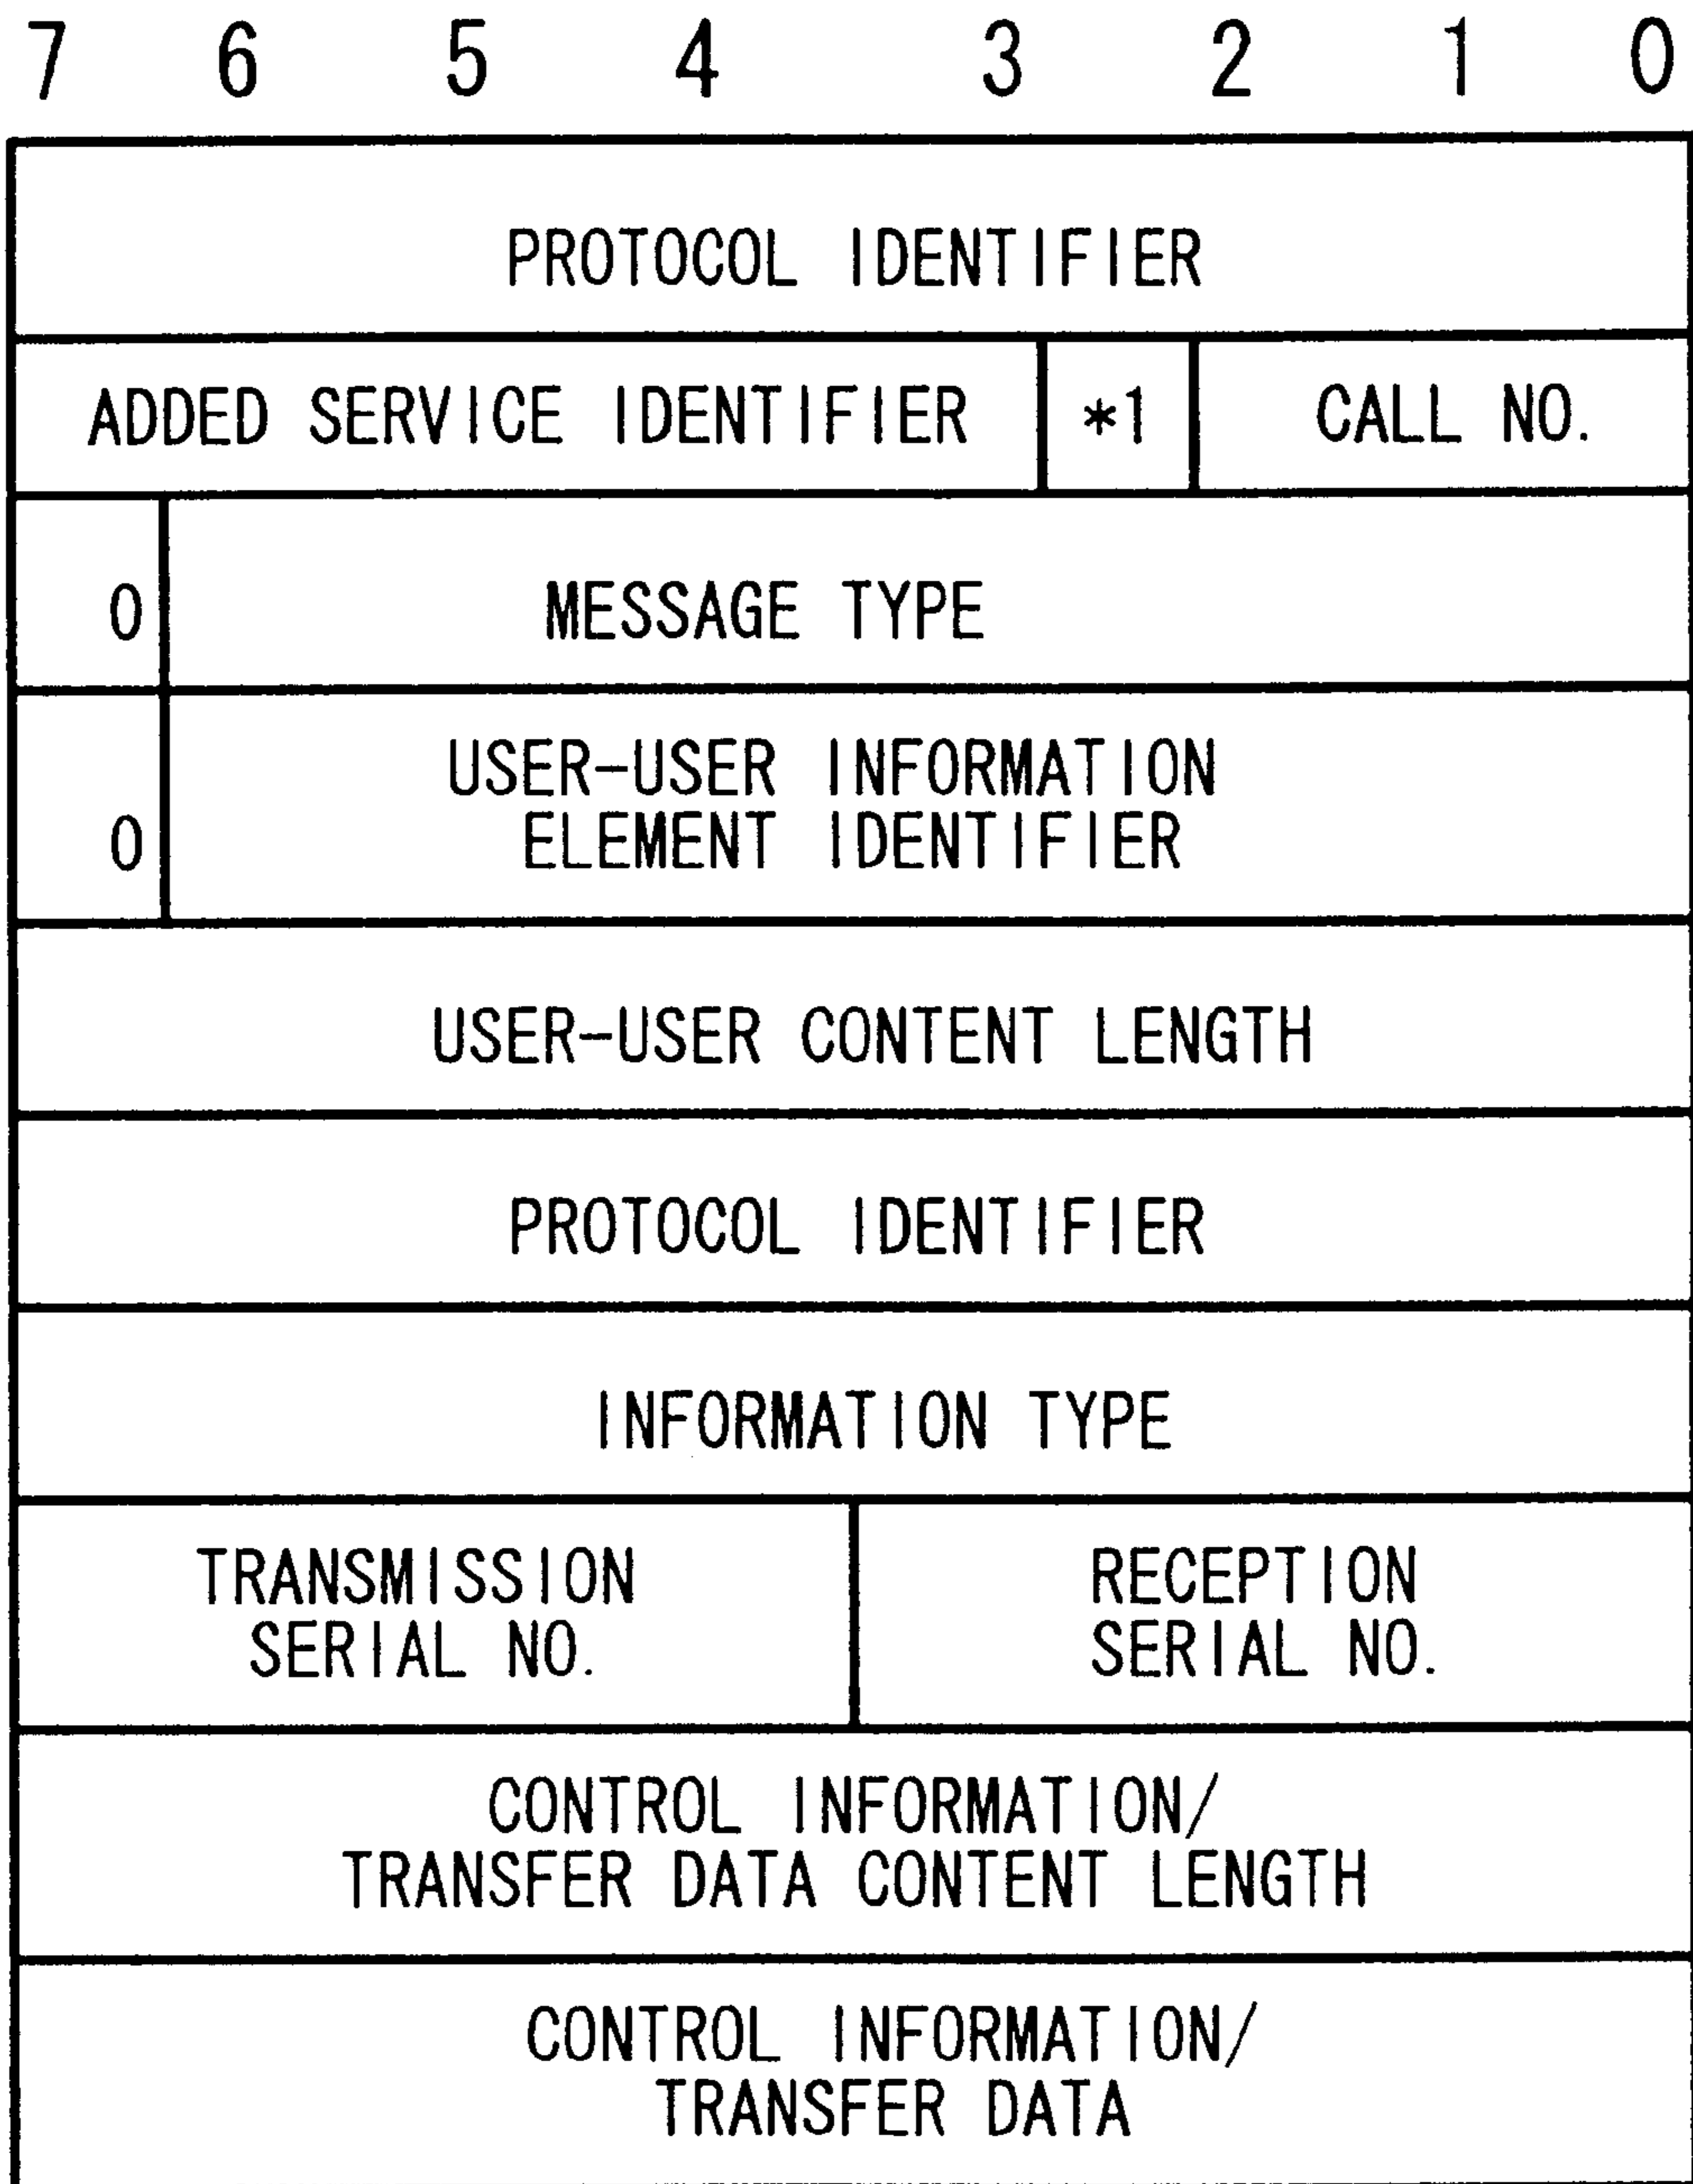 7 6 5 4 3 2 1 0
PROTOCOL IDENTIFIER
ADDED SERVICE IDENTIFIER *1 CALL NO.
0 MESSAGE TYPE
USER-USER INFORMATION
0 ELEMENT IDENTIFIER
USER-USER CONTENT LENGTH
PROTOCOL IDENTIFIER
INFORMATION TYPE
TRANSMISSION
SERIAL NO.
RECEPTION
SERIAL NO.
CONTROL INFORMATION/
TRANSFER DATA CONTENT LENGTH
CONTROL INFORMATION/
TRANSFER DATA